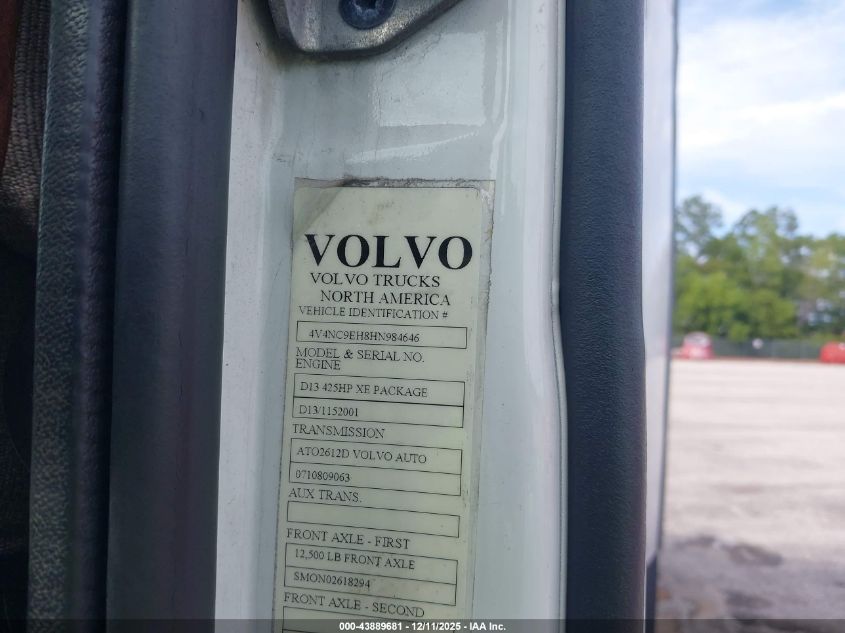 VOLVO
VOLVO TRUCKS
NORTH AMERICA
VEHICLE IDENTIFICATION #
4V4NC9EH8HN984646
MODEL & SERIAL NO.
ENGINE
D13 425HP XE PACKAGE
D13/1152001
TRANSMISSION
ATO2612D VOLVO AUTO
0710809063
AUX TRANS.
FRONT AXLE - FIRST
12,500 LB FRONT AXLE
SMON02618294
FRONT AXLE - SECOND
000-43889681 - 12/11/2025 - IAA Inc.